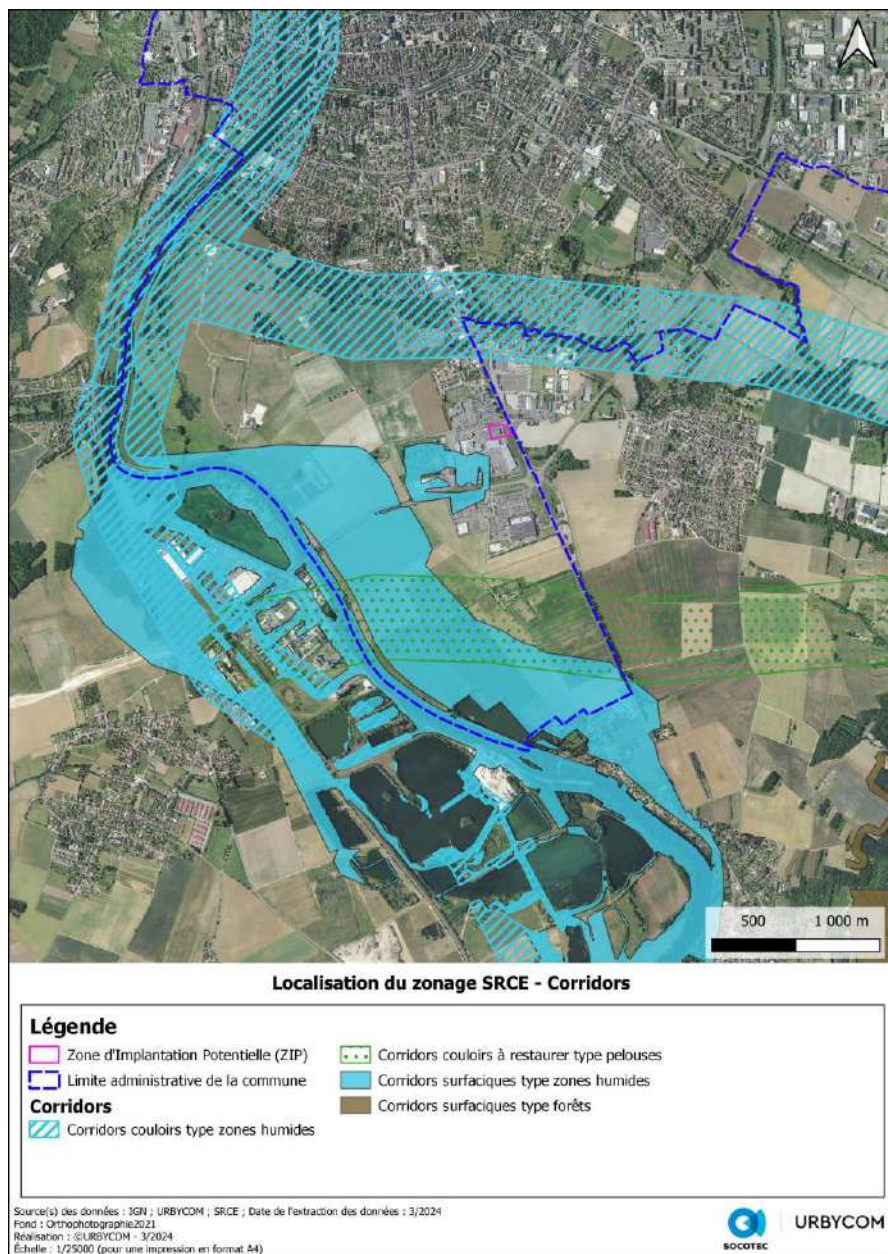 500
1 000 m
Localisation du zonage SRCE - Corridors
Légende
Zone d'Implantation Potentielle (ZIP)
Limite administrative de la commune
Corridors
Corridors couloirs type zones humides
Corridors couloirs à restaurer type pelouses
Corridors surfaciques type zones humides
Corridors surfaciques type forêts
Source(s) des données : IGN ; URBYCOM ; SRCE ; Date de l'extraction des données : 3/2024
Fond : Orthophotographie2021
Réalisation : ©URBYCOM - 3/2024
Échelle : 1/25000 (pour une impression en format A4)
SOCOTEC
URBYCOM